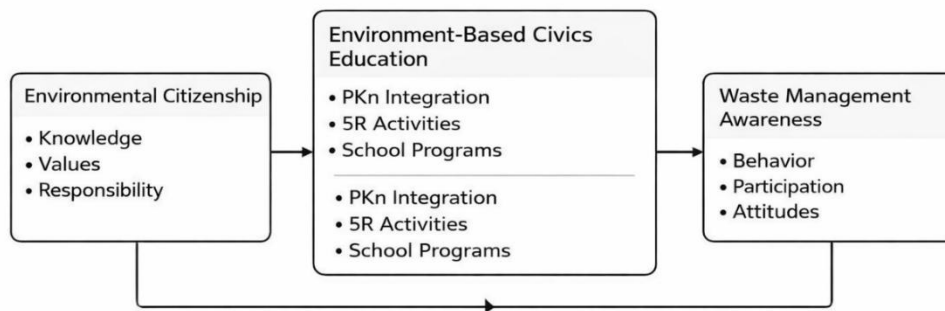 Environmental Citizenship
• Knowledge
• Values
• Responsibility
Environment-Based Civics
Education
• PKn Integration
• 5R Activities
• School Programs
• PKn Integration
• 5R Activities
• School Programs
Waste Management
Awareness
• Behavior
• Participation
• Attitudes